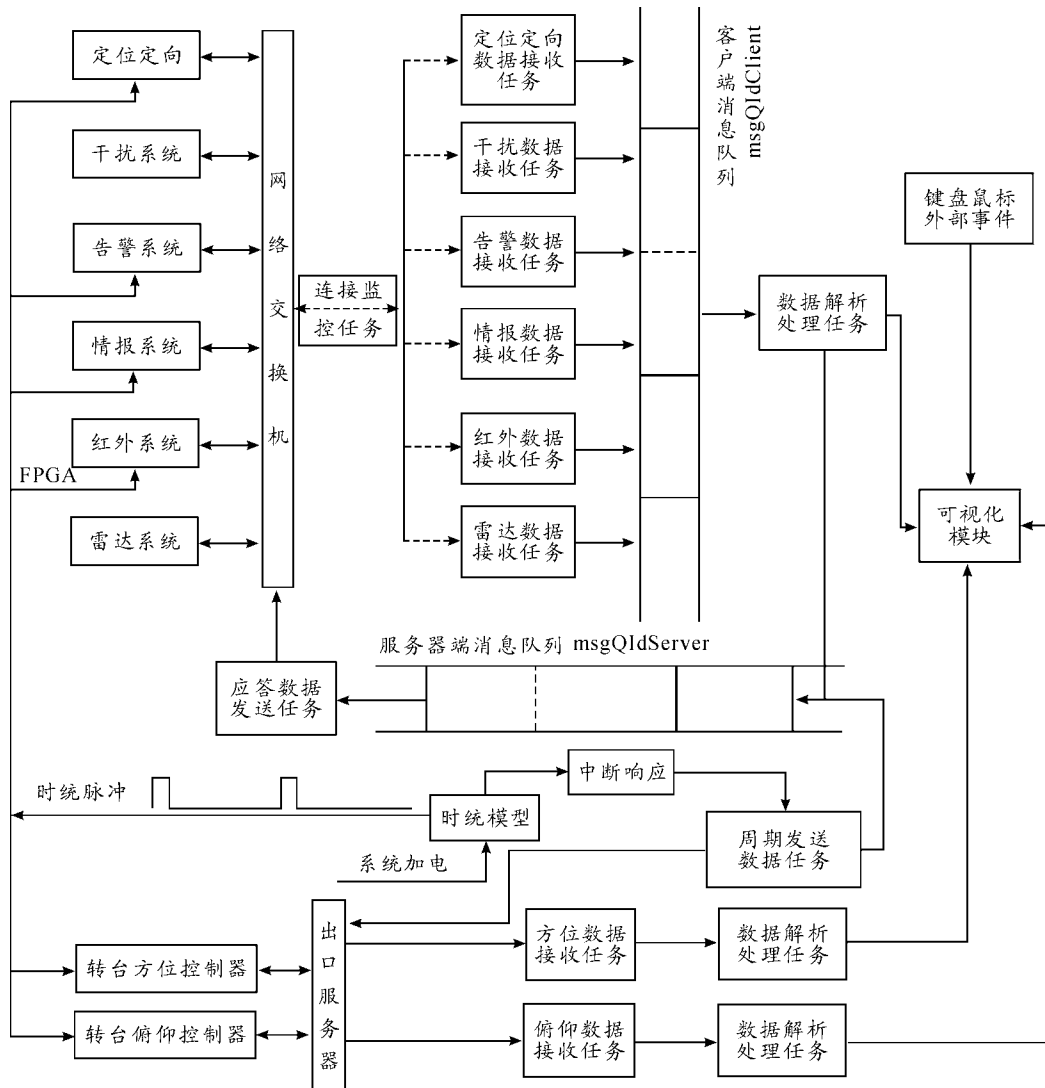 定位定向
干扰系统
告警系统
情报系统
红外系统
FPGA
雷达系统
网络交换机
连接监
控任务
定位定向
数据接收
任务
干扰数据
接收任务
告警数据
接收任务
情报数据
接收任务
红外数据
接收任务
雷达数据
接收任务
客户端消息队列
msgQIdClient
数据解析
处理任务
键盘鼠标
外部事件
可视化
模块
服务器端消息队列 msgQIdServer
应答数据
发送任务
时统脉冲
时统模型
中断响应
周期发送
数据任务
系统加电
出口服务器
转台方位控制器
转台俯仰控制器
方位数据
接收任务
数据解析
处理任务
俯仰数据
接收任务
数据解析
处理任务